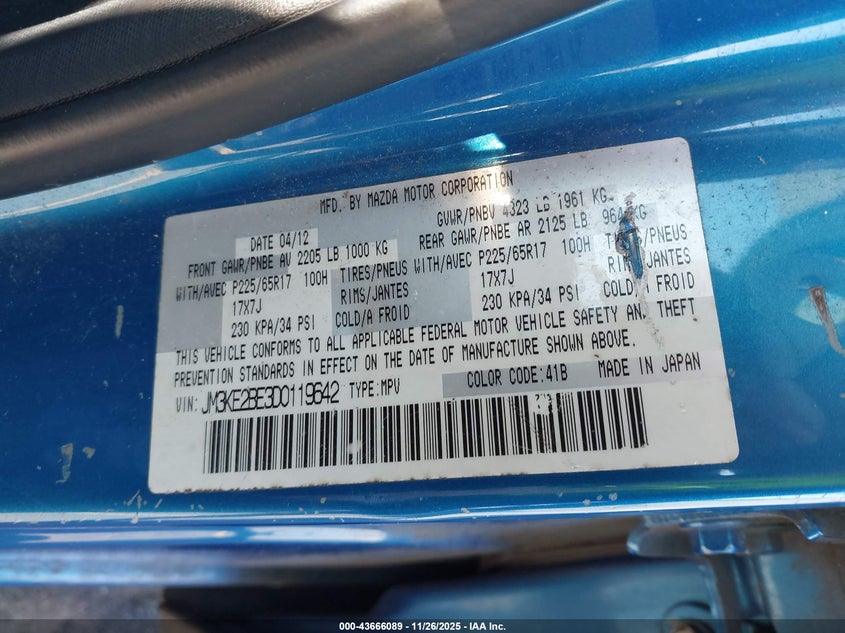 MFD. BY MAZDA MOTOR CORPORATION
DATE 04/12 GVWR/PNBV 4323 LB 1961 KG
FRONT GAWR/PNBE AV 2205 LB 1000 KG REAR GAWR/PNBE AR 2125 LB KG
WITH/AVEC P225/65R17 100H TIRES/PNEUS WITH/AVEC P225/65R17 100H TIRES/PNEUS
17X7J RIMS/JANTES 17X7J RIMS/JANTES
230 KPA/34 PSI COLD/A FROID 230 KPA/34 PSI COLD/A FROID
THIS VEHICLE CONFORMS TO ALL APPLICABLE FEDERAL MOTOR VEHICLE SAFETY AND THEFT
PREVENTION STANDARDS IN EFFECT ON THE DATE OF MANUFACTURE SHOWN ABOVE.
VIN: JM3KE2BE3D0119642 TYPE:MPV COLOR CODE:41B MADE IN JAPAN
000-43666089 - 11/26/2025 - IAA Inc.